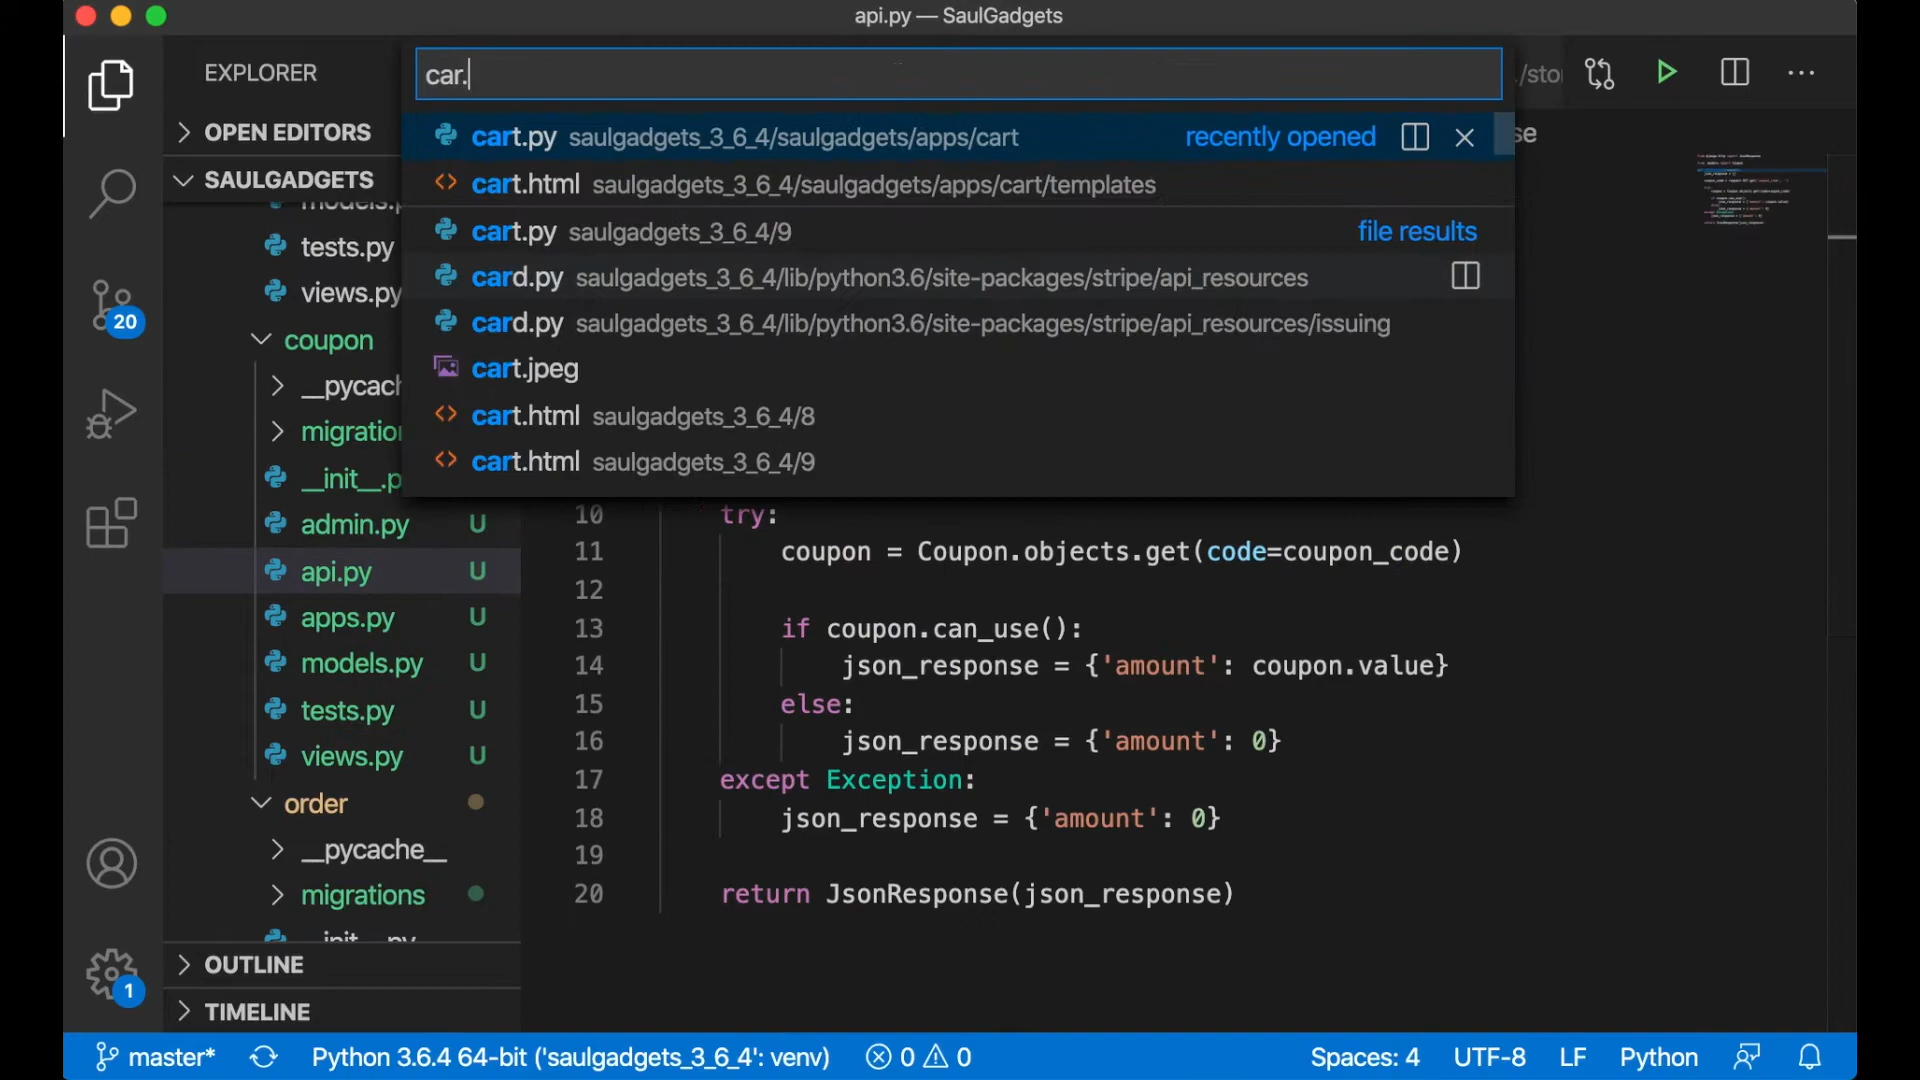 api.py — SaulGadgets
EXPLORER
car.
/sto
OPEN EDITORS
cart.py saulgadgets_3_6_4/saulgadgets/apps/cart recently opened
se
SAULGADGETS
cart.html saulgadgets_3_6_4/saulgadgets/apps/cart/templates
models.p
cart.py saulgadgets_3_6_4/9 file results
tests.py
card.py saulgadgets_3_6_4/lib/python3.6/site-packages/stripe/api_resources
views.py
card.py saulgadgets_3_6_4/lib/python3.6/site-packages/stripe/api_resources/issuing
20
coupon
cart.jpeg
__pycach
cart.html saulgadgets_3_6_4/8
migration
cart.html saulgadgets_3_6_4/9
__init__.p
10 try:
admin.py U
11 coupon = Coupon.objects.get(code=coupon_code)
api.py U
12
apps.py U
13 if coupon.can_use():
models.py U
14 json_response = {'amount': coupon.value}
tests.py U
15 else:
views.py U
16 json_response = {'amount': 0}
17 except Exception:
order
18 json_response = {'amount': 0}
__pycache__
19
migrations
20 return JsonResponse(json_response)
__init__.py
OUTLINE
1
TIMELINE
master* Python 3.6.4 64-bit ('saulgadgets_3_6_4': venv) 0 0 Spaces: 4 UTF-8 LF Python